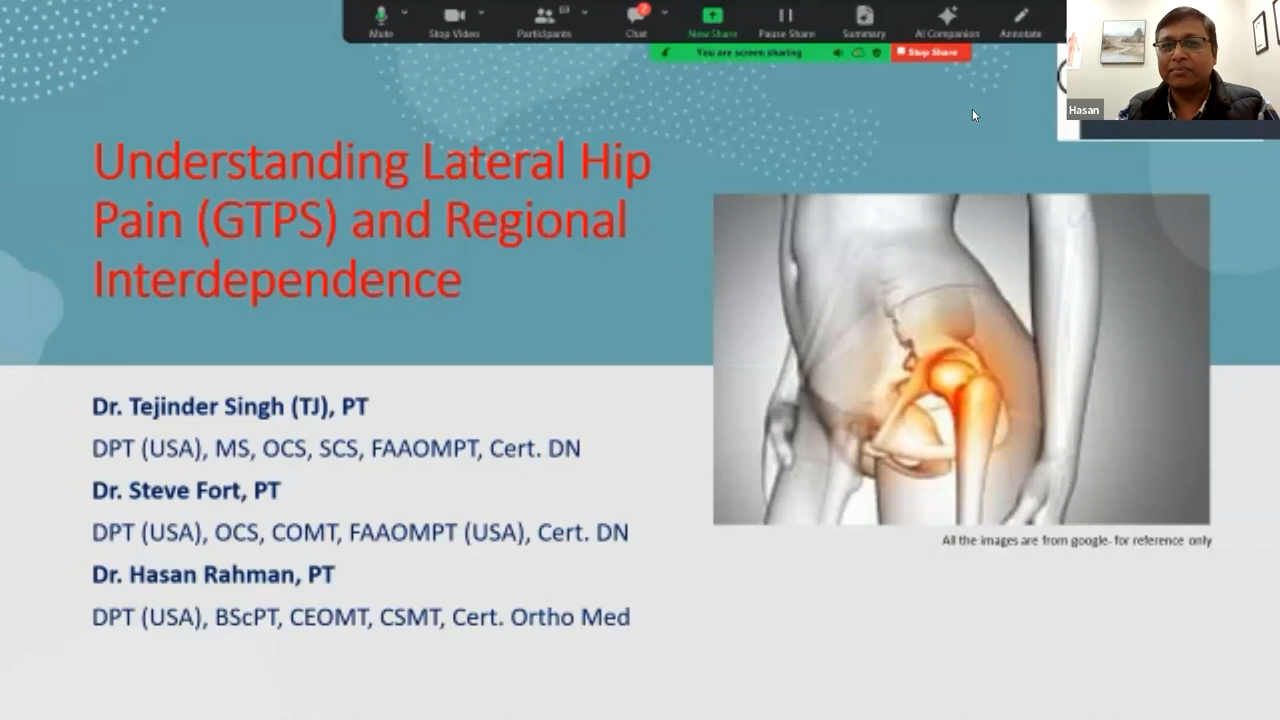 Mute
Stop Video
Participants
Chat
2
New Share
Pause Share
Summary
AI Companion
Annotate
You are screen sharing
Stop Share
Hasan
Understanding Lateral Hip
Pain (GTPS) and Regional
Interdependence
Dr. Tejinder Singh (TJ), PT
DPT (USA), MS, OCS, SCS, FAAOMPT, Cert. DN
Dr. Steve Fort, PT
DPT (USA), OCS, COMT, FAAOMPT (USA), Cert. DN
Dr. Hasan Rahman, PT
DPT (USA), BScPT, CEOMT, CSMT, Cert. Ortho Med
All the images are from google- for reference only